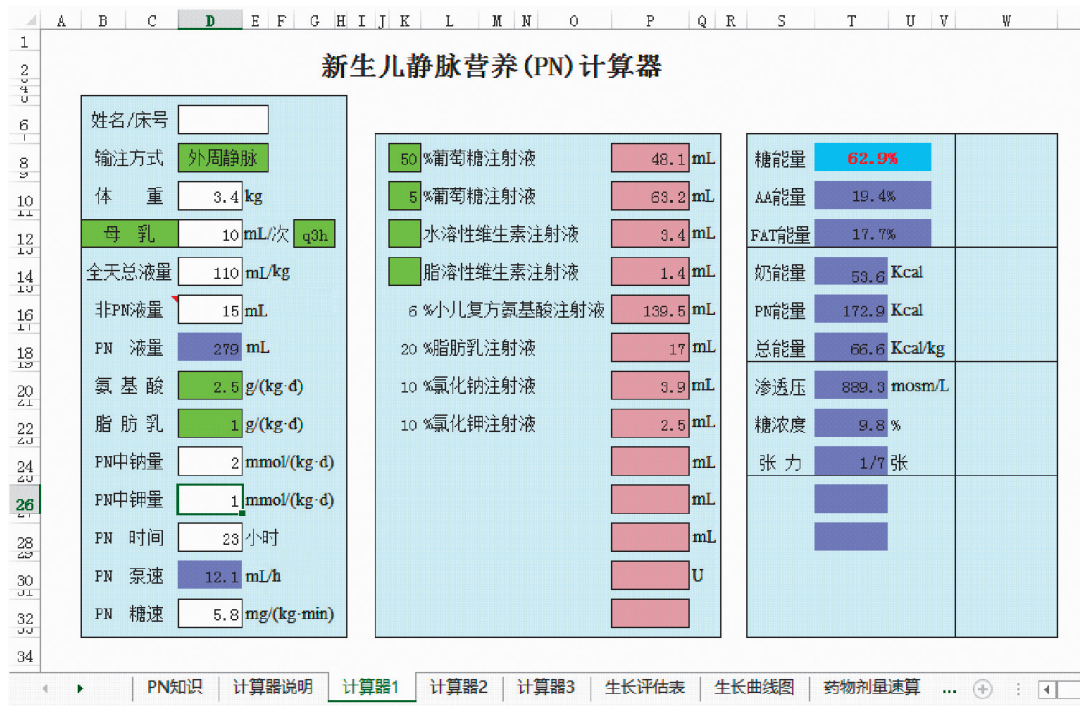 A B C D E F G H I J K L M N O P Q R S T U V W
1
2
新生儿静脉营养(PN)计算器
6
姓名/床号
8
输注方式 外周静脉 50 %葡萄糖注射液 48.1 mL 糖能量 62.9%
10
体 重 3.4 kg 5 %葡萄糖注射液 63.2 mL AA能量 19.4%
12
母 乳 10 mL/次 q3h 水溶性维生素注射液 3.4 mL FAT能量 17.7%
14
全天总液量 110 mL/kg 脂溶性维生素注射液 1.4 mL 奶能量 53.6 Kcal
16
非PN液量 15 mL 6 %小儿复方氨基酸注射液 139.5 mL PN能量 172.9 Kcal
18
PN 液量 279 mL 20 %脂肪乳注射液 17 mL 总能量 66.6 Kcal/kg
20
氨 基 酸 2.5 g/(kg·d) 10 %氯化钠注射液 3.9 mL 渗透压 889.3 mosm/L
22
脂 肪 乳 1 g/(kg·d) 10 %氯化钾注射液 2.5 mL 糖浓度 9.8 %
24
PN中钠量 2 mmol/(kg·d) mL 张 力 1/7 张
26
PN中钾量 1 mmol/(kg·d) mL
28
PN 时间 23 小时 mL
30
PN 泵速 12.1 mL/h U
32
PN 糖速 5.8 mg/(kg·min)
34
PN知识 计算器说明 计算器1 计算器2 计算器3 生长评估表 生长曲线图 药物剂量速算 ...